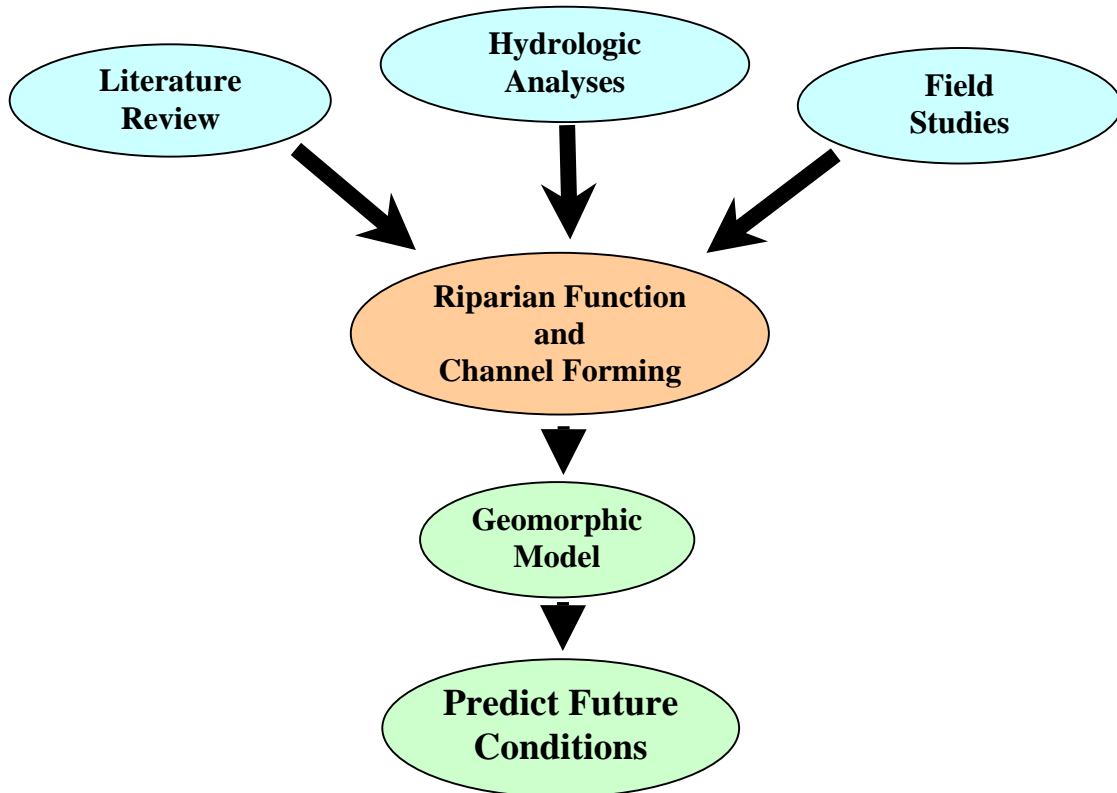 Literature
Review
Hydrologic
Analyses
Field
Studies
Riparian Function
and
Channel Forming
Geomorphic
Model
Predict Future
Conditions